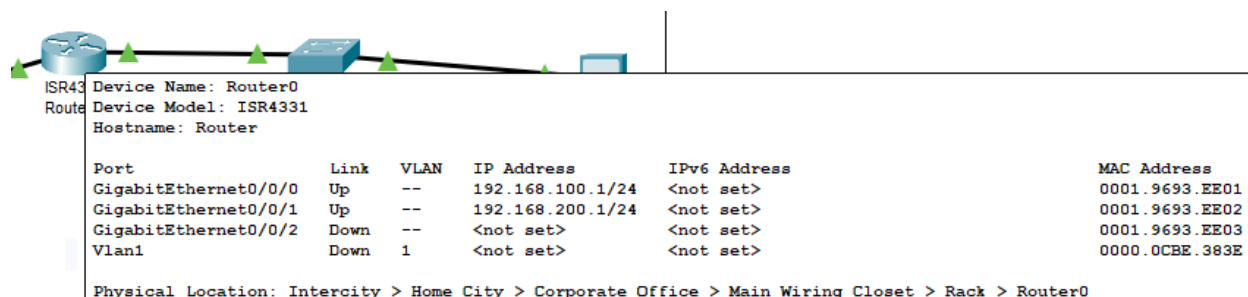 ISR43
Route
Device Name: Router0
Device Model: ISR4331
Hostname: Router
Port Link VLAN IP Address IPv6 Address MAC Address
GigabitEthernet0/0/0 Up -- 192.168.100.1/24 <not set> 0001.9693.EE01
GigabitEthernet0/0/1 Up -- 192.168.200.1/24 <not set> 0001.9693.EE02
GigabitEthernet0/0/2 Down -- <not set> <not set> 0001.9693.EE03
Vlan1 Down 1 <not set> <not set> 0000.0CBE.383E
Physical Location: Intercity > Home City > Corporate Office > Main Wiring Closet > Rack > Router0